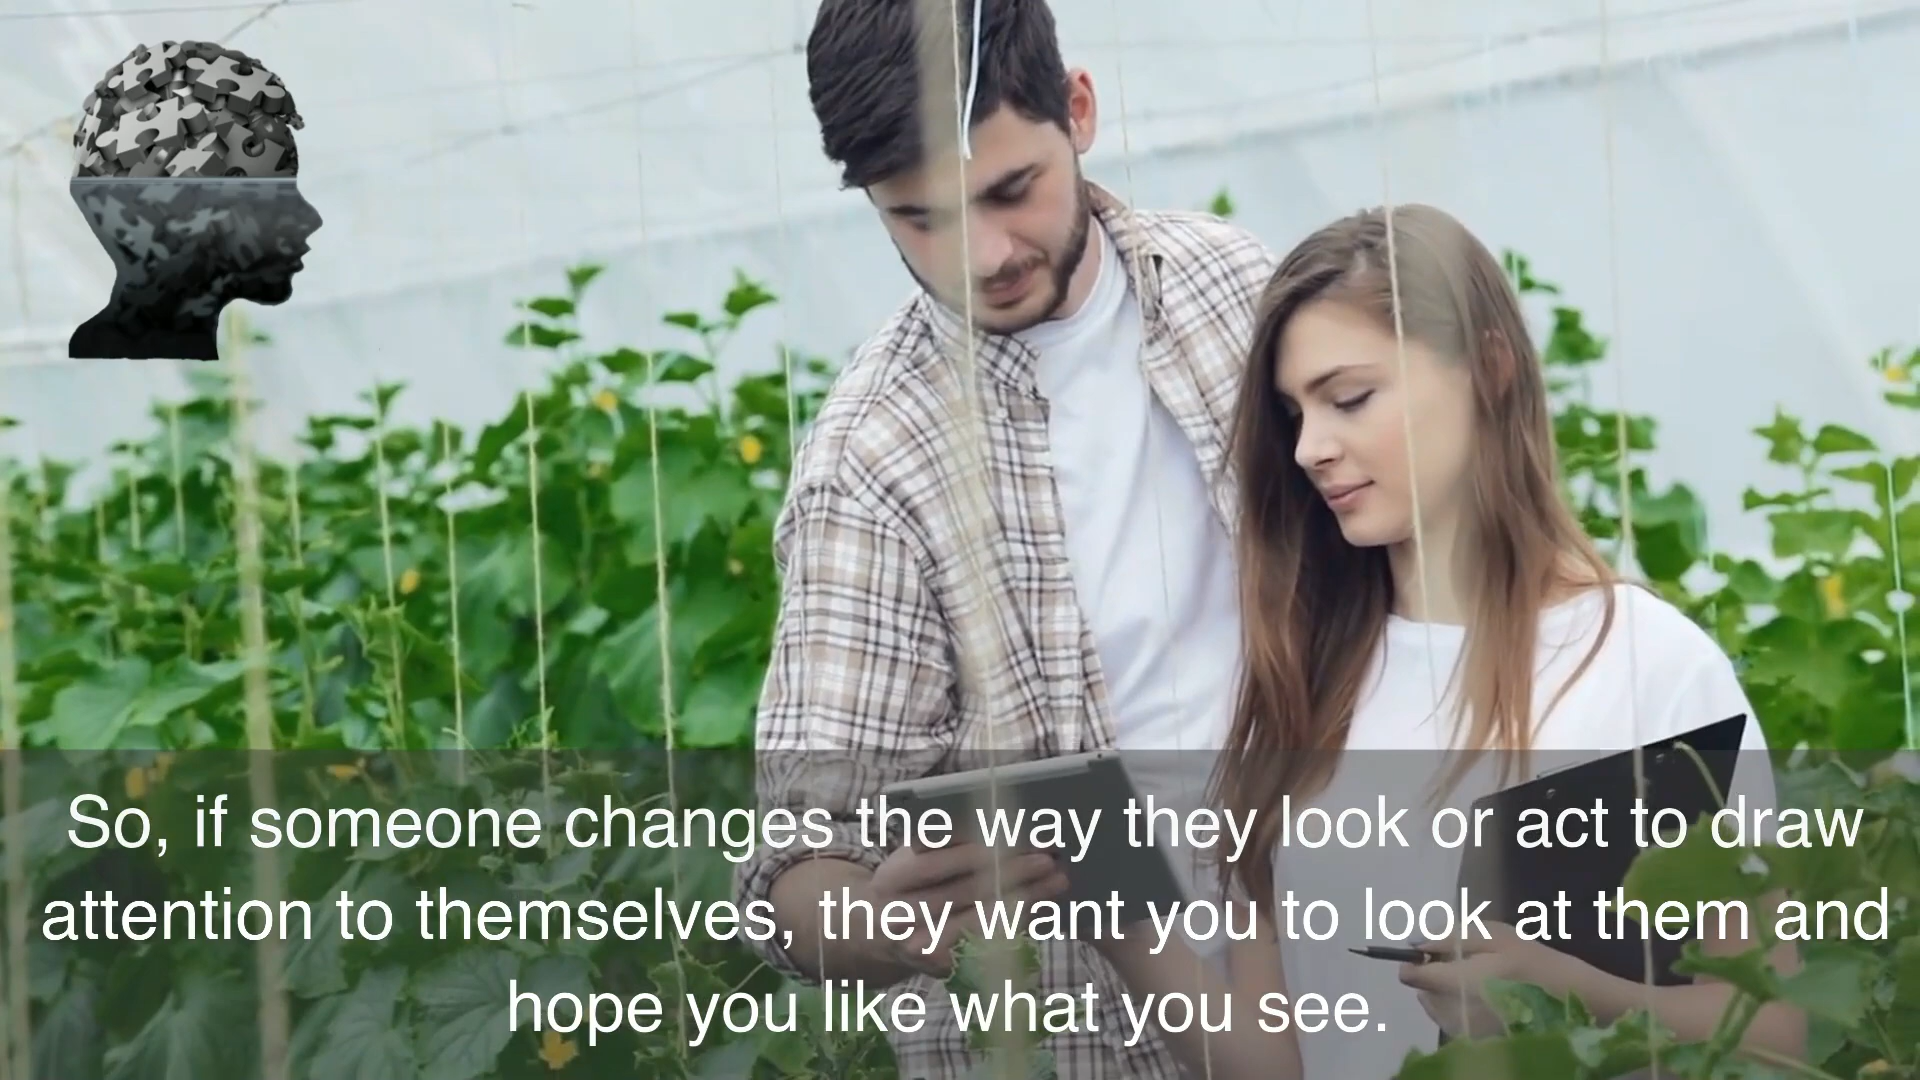 So, if someone changes the way they look or act to draw
attention to themselves, they want you to look at them and
hope you like what you see.